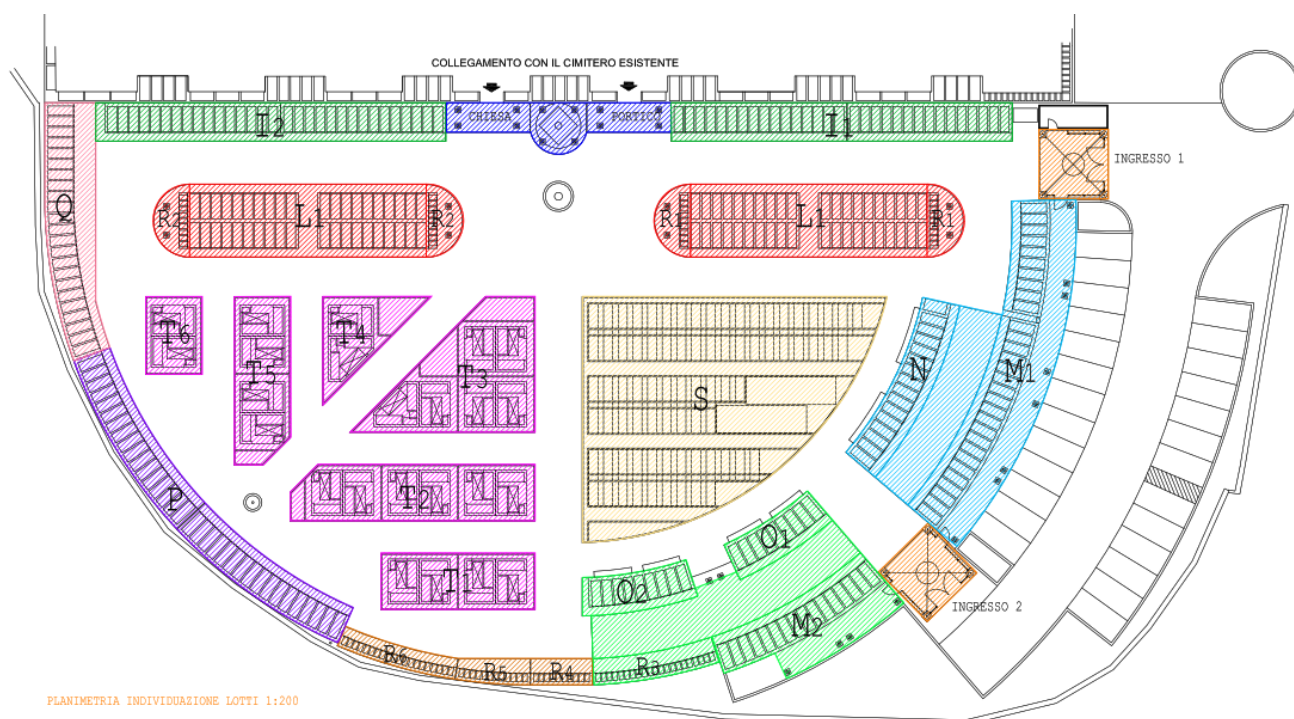 COLLEGAMENTO CON IL CIMITERO ESISTENTE
I2
CHIESA
PORTICO
I1
INGRESSO 1
Q
R2
L1
R2
R1
L1
R1
T6
T5
T4
T3
S
N
M1
P
T2
O1
T1
O2
INGRESSO 2
M2
R6
R5
R4
R3
PLANIMETRIA INDIVIDUAZIONE LOTTI 1:200